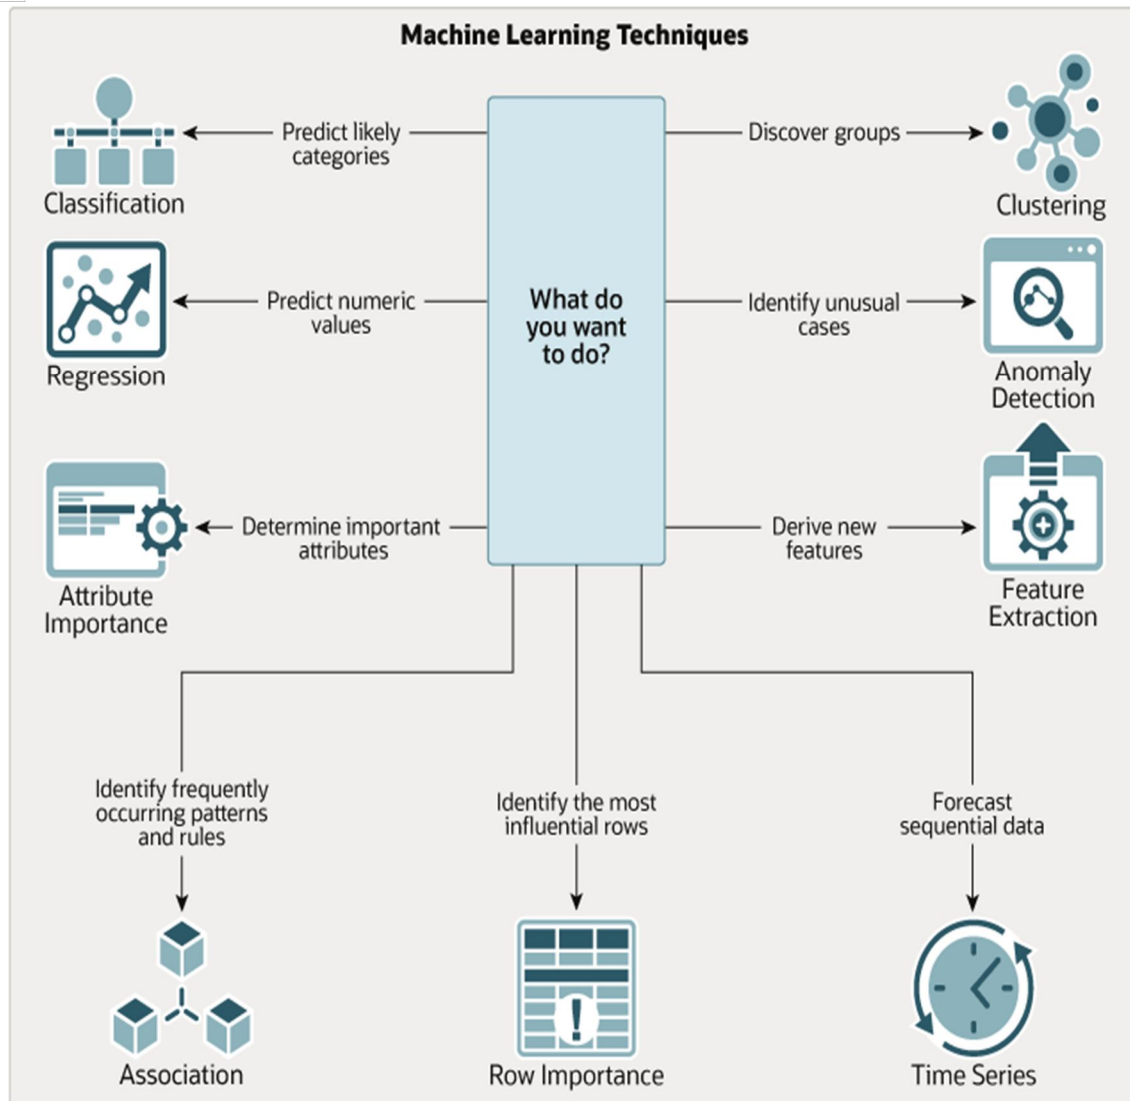 Machine Learning Techniques
Predict likely
categories
Classification
Discover groups
Clustering
What do
you want
to do?
Predict numeric
values
Regression
Identify unusual
cases
Anomaly
Detection
Determine important
attributes
Attribute
Importance
Derive new
features
Feature
Extraction
Identify frequently
occurring patterns
and rules
Association
Identify the most
influential rows
Row Importance
Forecast
sequential data
Time Series